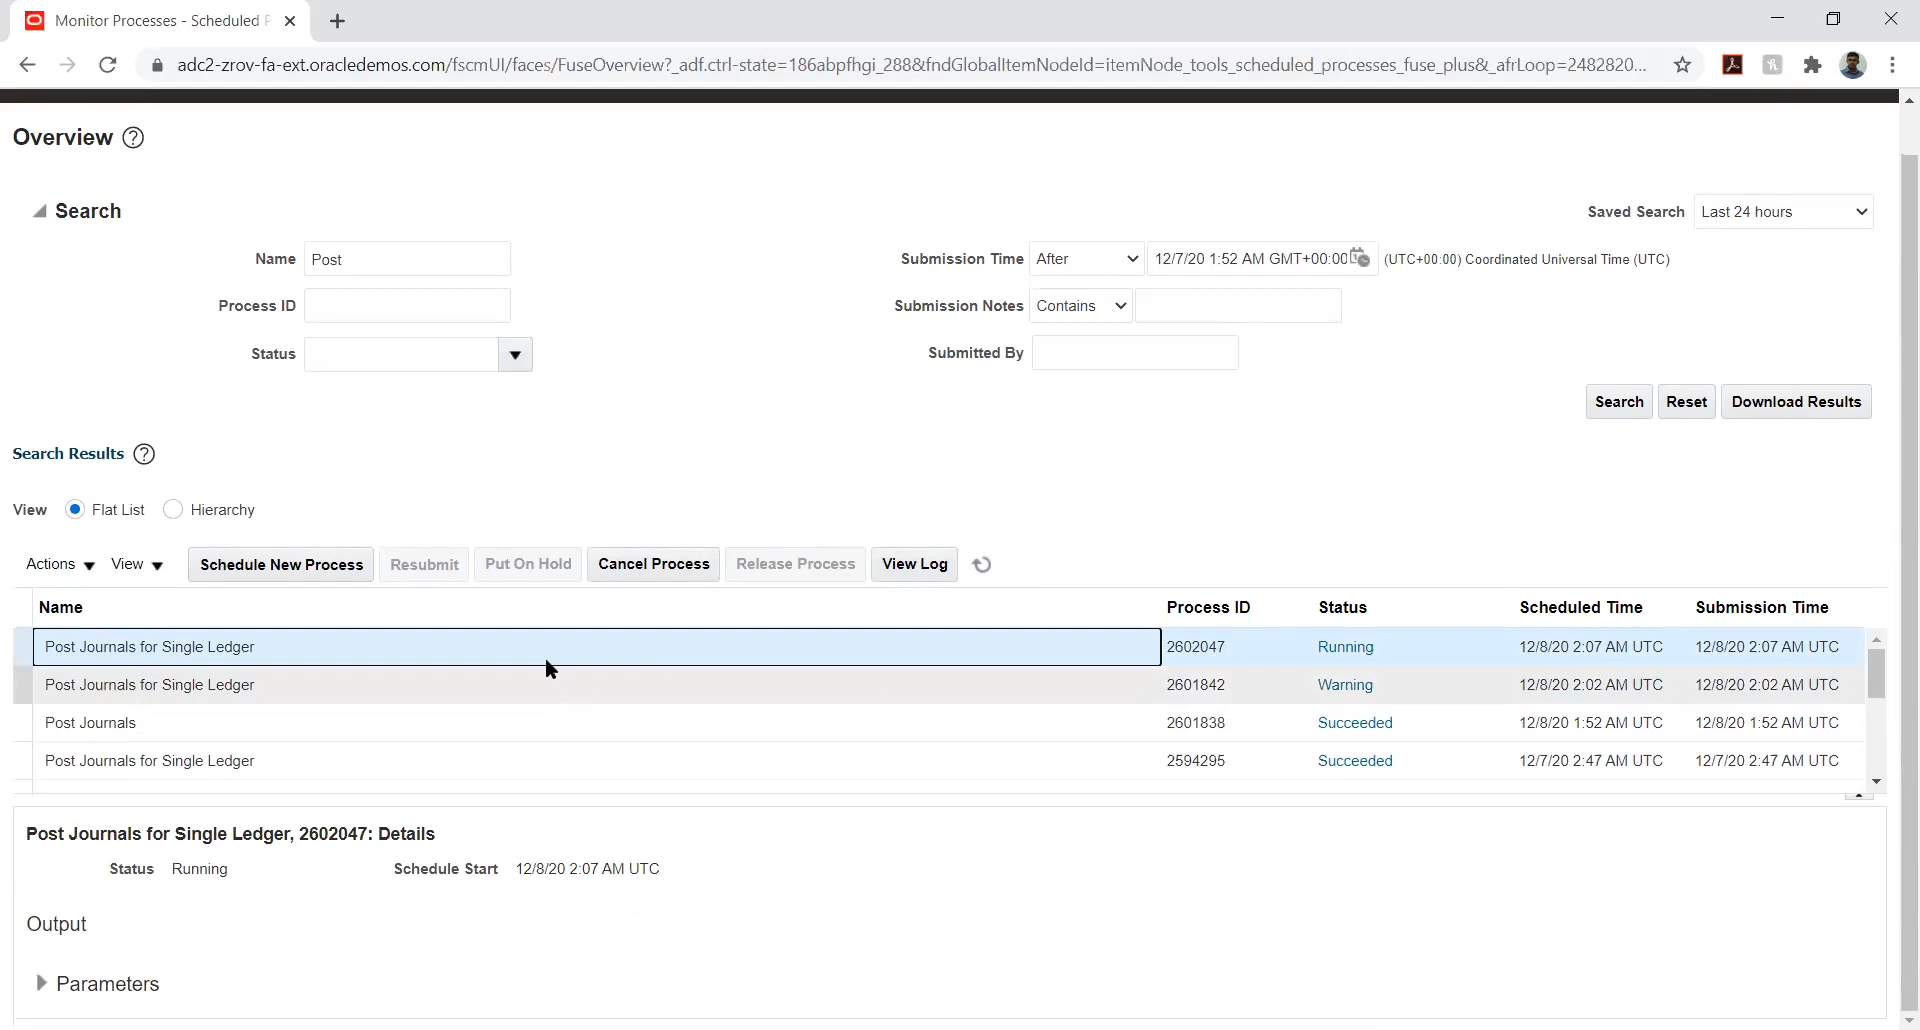 Monitor Processes - Scheduled P
adc2-zrov-fa-ext.oracledemos.com/fscmUI/faces/FuseOverview?_adf.ctrl-state=186abpfhgi_288&fndGlobalItemNodeId=itemNode_tools_scheduled_processes_fuse_plus&_afrLoop=2482820...
Overview
Search
Saved Search Last 24 hours
Name Post
Submission Time After 12/7/20 1:52 AM GMT+00:00 (UTC+00:00) Coordinated Universal Time (UTC)
Process ID
Submission Notes Contains
Status
Submitted By
Search Reset Download Results
Search Results
View Flat List Hierarchy
Actions View Schedule New Process Resubmit Put On Hold Cancel Process Release Process View Log
Name Process ID Status Scheduled Time Submission Time
Post Journals for Single Ledger 2602047 Running 12/8/20 2:07 AM UTC 12/8/20 2:07 AM UTC
Post Journals for Single Ledger 2601842 Warning 12/8/20 2:02 AM UTC 12/8/20 2:02 AM UTC
Post Journals 2601838 Succeeded 12/8/20 1:52 AM UTC 12/8/20 1:52 AM UTC
Post Journals for Single Ledger 2594295 Succeeded 12/7/20 2:47 AM UTC 12/7/20 2:47 AM UTC
Post Journals for Single Ledger, 2602047: Details
Status Running Schedule Start 12/8/20 2:07 AM UTC
Output
Parameters